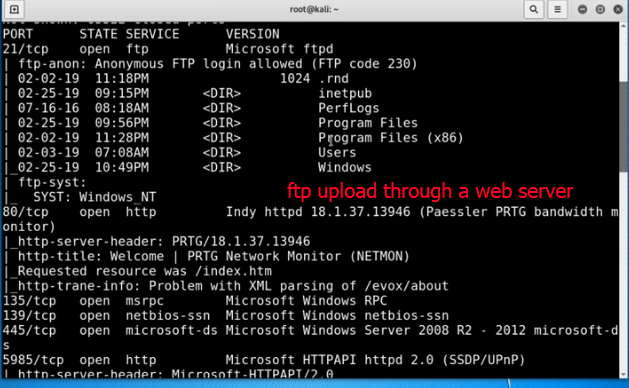 root@kali: ~
PORT STATE SERVICE VERSION
21/tcp open ftp Microsoft ftpd
| ftp-anon: Anonymous FTP login allowed (FTP code 230)
| 02-02-19 11:18PM 1024 .rnd
| 02-25-19 09:15PM <DIR> inetpub
| 07-16-16 08:18AM <DIR> PerfLogs
| 02-25-19 09:56PM <DIR> Program Files
| 02-02-19 11:28PM <DIR> Program Files (x86)
| 02-03-19 07:08AM <DIR> Users
|_02-25-19 10:49PM <DIR> Windows
| ftp-syst:
|_ SYST: Windows_NT
ftp upload through a web server
80/tcp open http Indy httpd 18.1.37.13946 (Paessler PRTG bandwidth m
onitor)
|_http-server-header: PRTG/18.1.37.13946
| http-title: Welcome | PRTG Network Monitor (NETMON)
|_Requested resource was /index.htm
|_http-trane-info: Problem with XML parsing of /evox/about
135/tcp open msrpc Microsoft Windows RPC
139/tcp open netbios-ssn Microsoft Windows netbios-ssn
445/tcp open microsoft-ds Microsoft Windows Server 2008 R2 - 2012 microsoft-d
s
5985/tcp open http Microsoft HTTPAPI httpd 2.0 (SSDP/UPnP)
|_http-server-header: Microsoft-HTTPAPI/2.0